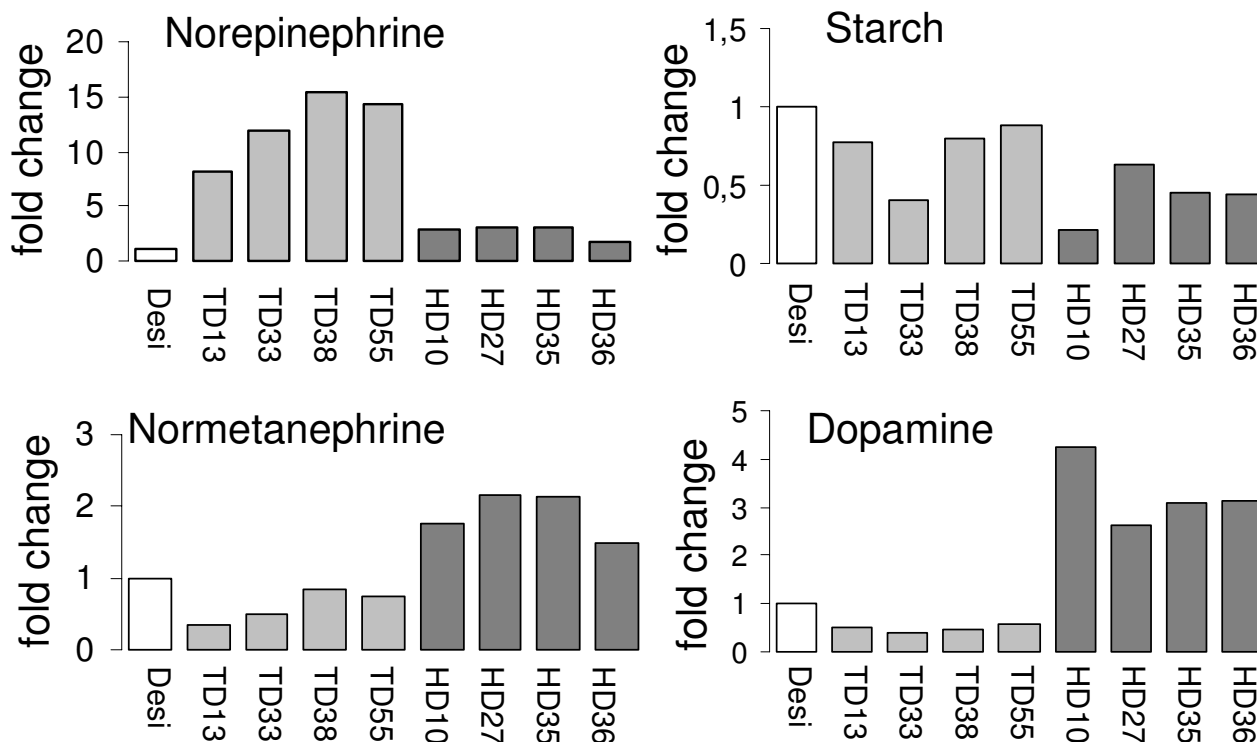 Norepinephrine
fold change
20
15
10
5
0
Desi
TD13
TD33
TD38
TD55
HD10
HD27
HD35
HD36
Starch
fold change
1,5
1
0,5
0
Desi
TD13
TD33
TD38
TD55
HD10
HD27
HD35
HD36
Normetanephrine
fold change
3
2
1
0
Desi
TD13
TD33
TD38
TD55
HD10
HD27
HD35
HD36
Dopamine
fold change
5
4
3
2
1
0
Desi
TD13
TD33
TD38
TD55
HD10
HD27
HD35
HD36